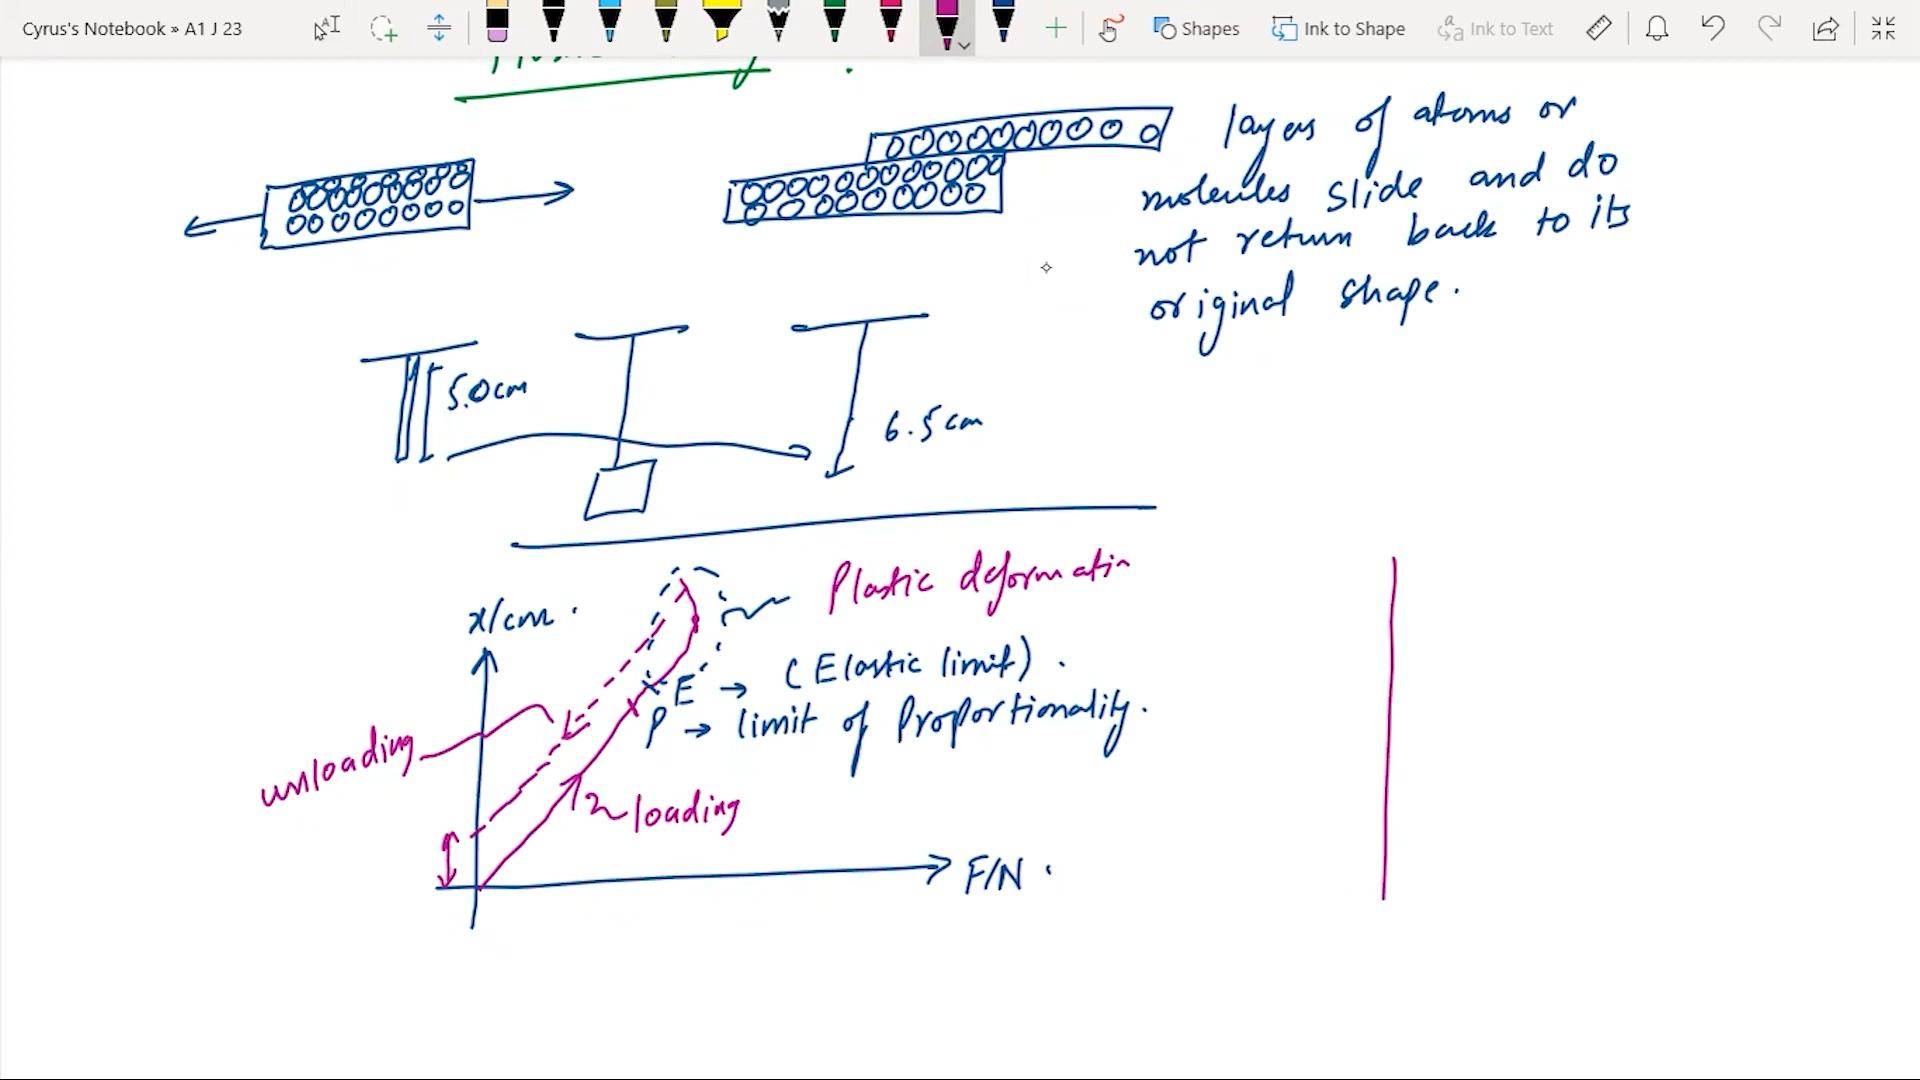 Cyrus's Notebook » A1 J 23
Shapes
Ink to Shape
Ink to Text
layers of atoms or
molecules slide and do
not return back to its
original shape.
5.0cm
6.5cm
Plastic deformatin
x/cm.
E → (Elastic limit).
P → limit of Proportionality.
unloading
loading
F/N.